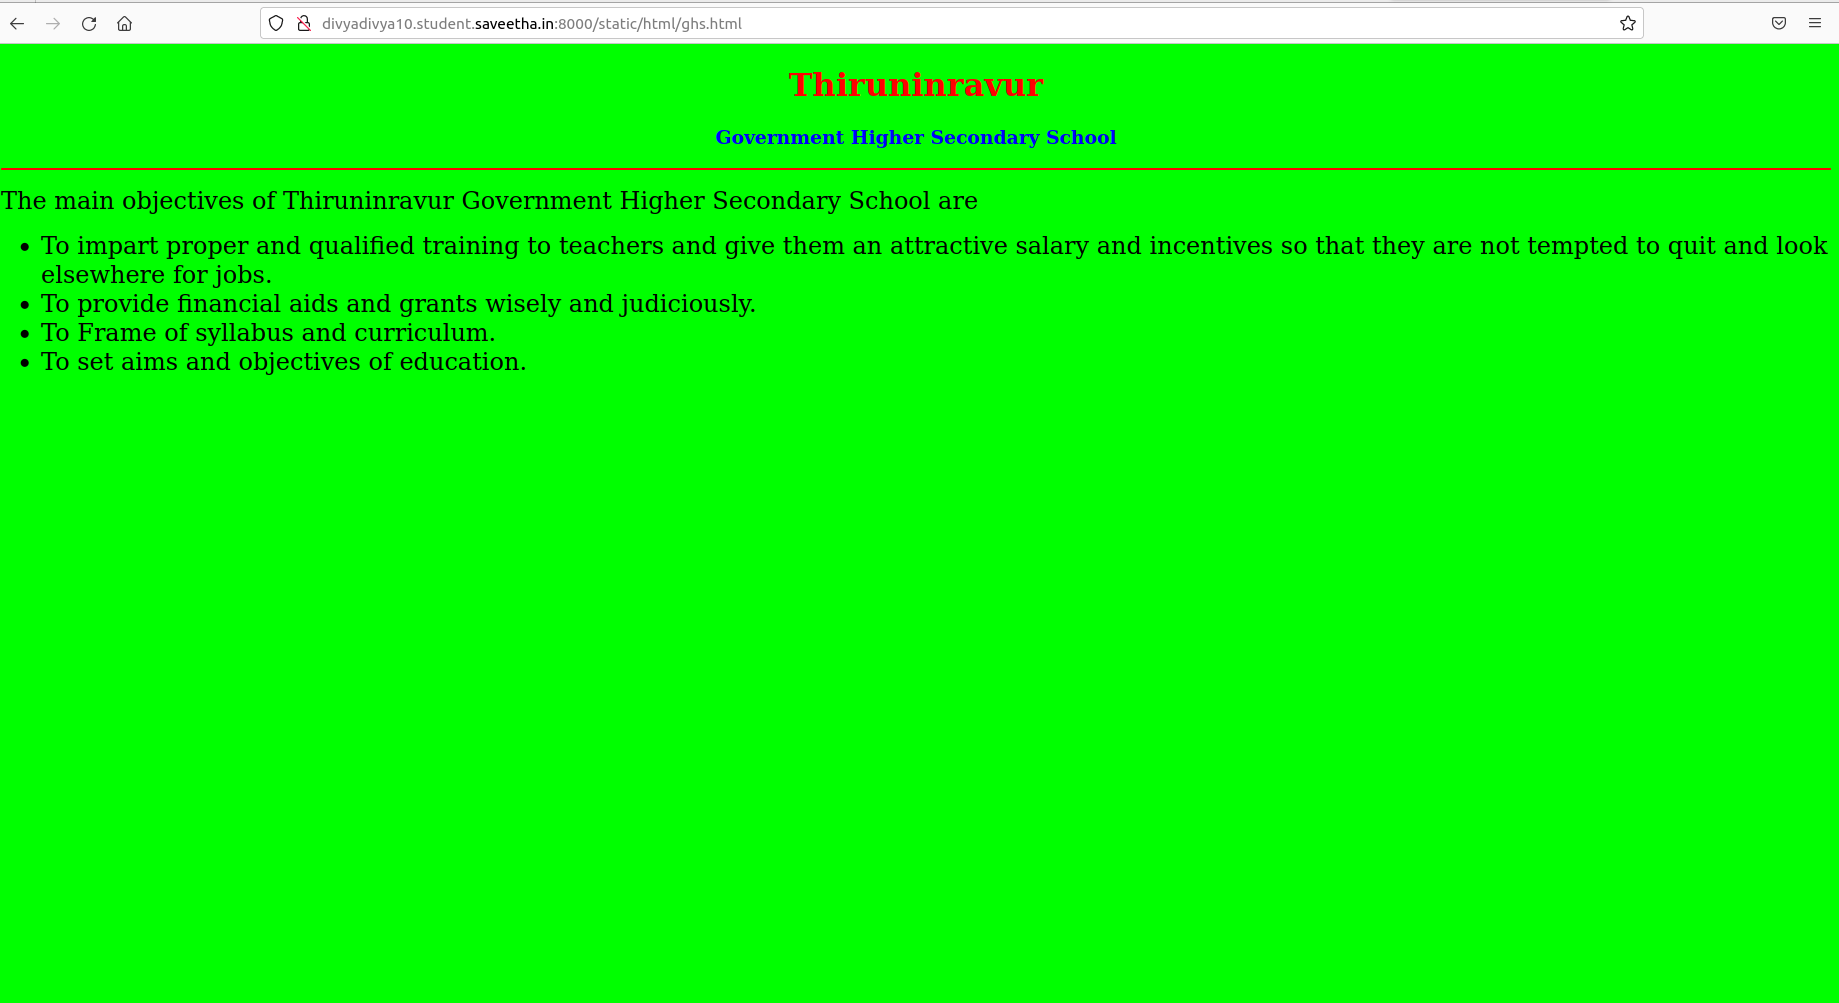 divyadivya10.student.saveetha.in:8000/static/html/ghs.html
Thiruninravur
Government Higher Secondary School
The main objectives of Thiruninravur Government Higher Secondary School are
• To impart proper and qualified training to teachers and give them an attractive salary and incentives so that they are not tempted to quit and look
elsewhere for jobs.
• To provide financial aids and grants wisely and judiciously.
• To Frame of syllabus and curriculum.
• To set aims and objectives of education.